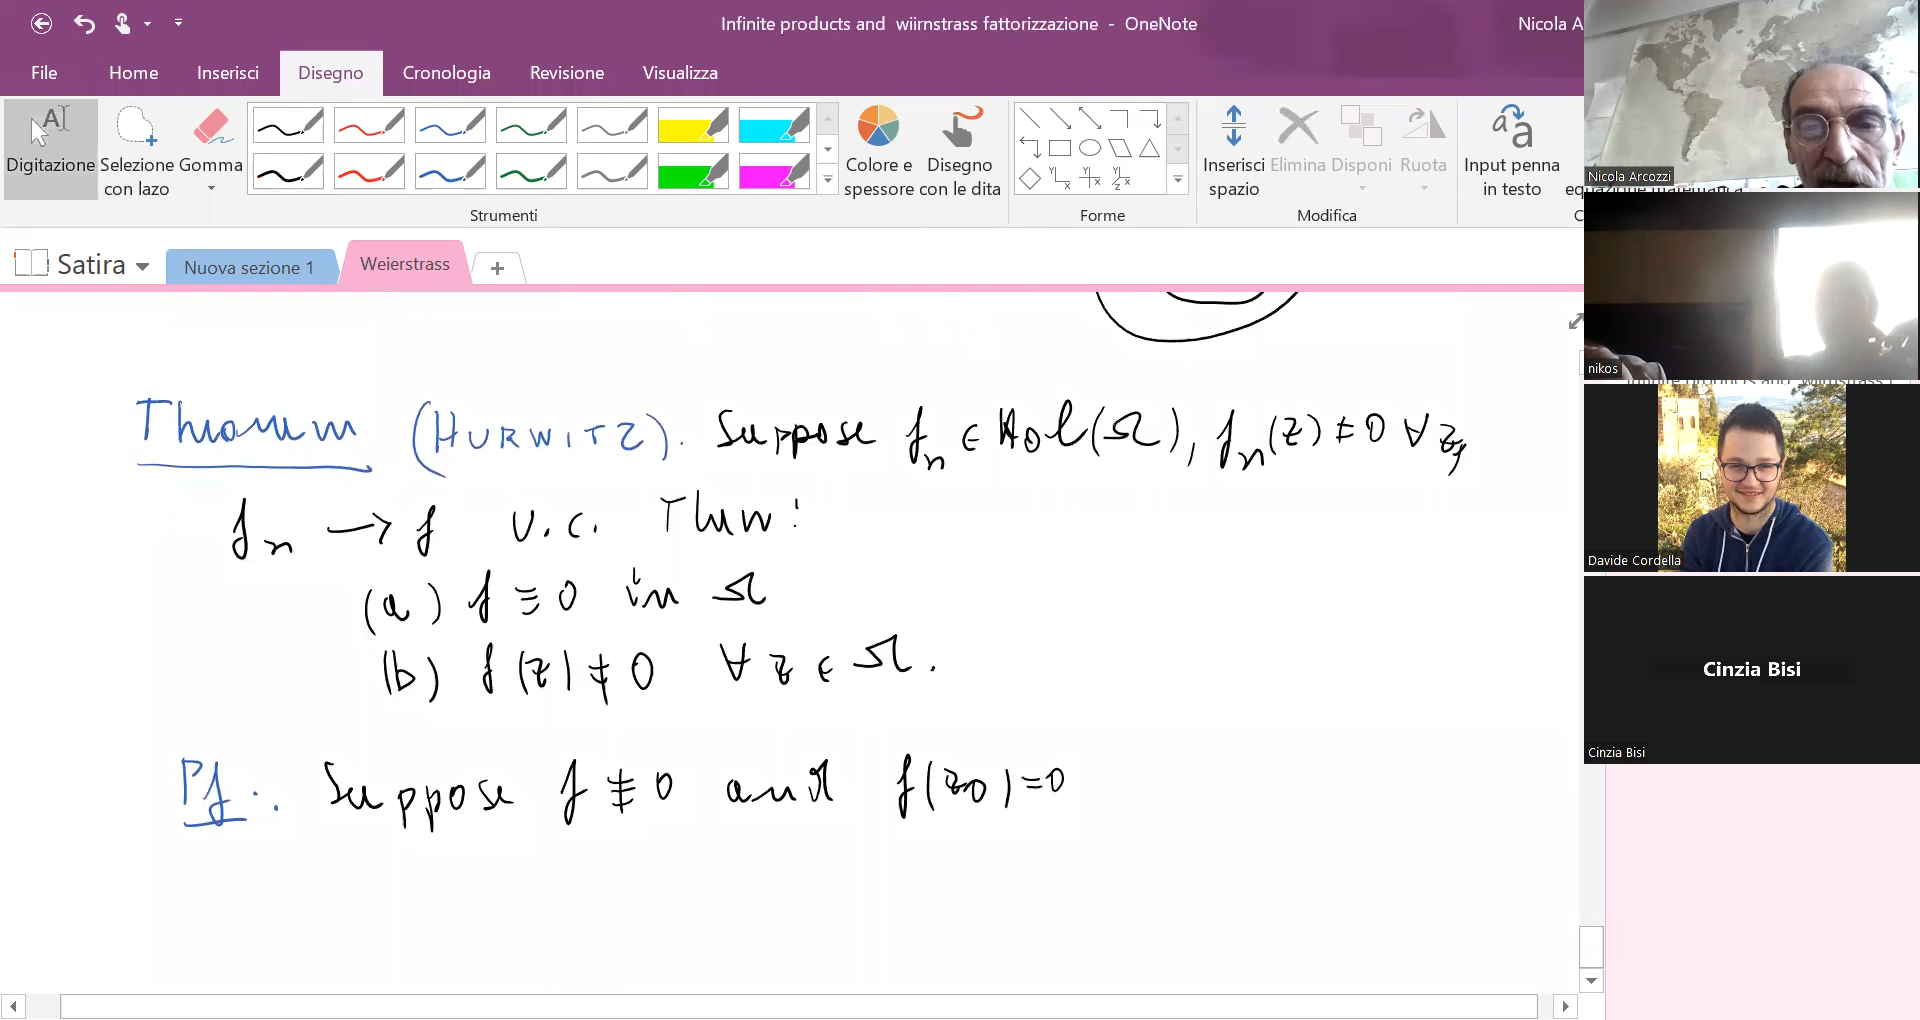 Infinite products and wiirnstrass fattorizzazione - OneNote
Nicola A
File Home Inserisci Disegno Cronologia Revisione Visualizza
Digitazione
Selezione con lazo
Gomma
Strumenti
Colore e spessore
Disegno con le dita
Forme
Inserisci spazio
Elimina
Disponi
Ruota
Modifica
Input penna in testo
Satira
Nuova sezione 1
Weierstrass
+
Theorem (HURWITZ). Suppose fₙ ∈ Hol(Ω), fₙ(z) ≠ 0 ∀ z,
fₙ → f U.C. Then:
(a) f ≡ 0 in Ω
(b) f(z) ≠ 0 ∀ z ∈ Ω.
Pf.: Suppose f ≢ 0 and f(z₀)=0
Nicola Arcozzi
nikos
Davide Cordella
Cinzia Bisi
Cinzia Bisi